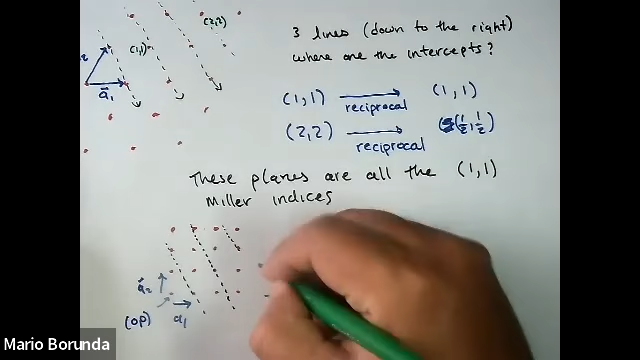 (2,2)
3 lines (down to the right)
where are the intercepts?
(1,1)
a₁
(1,1) reciprocal (1,1)
(2,2) reciprocal (½,½)
These planes are all the (1,1)
Miller indices
a₂
a₁
Mario Borunda